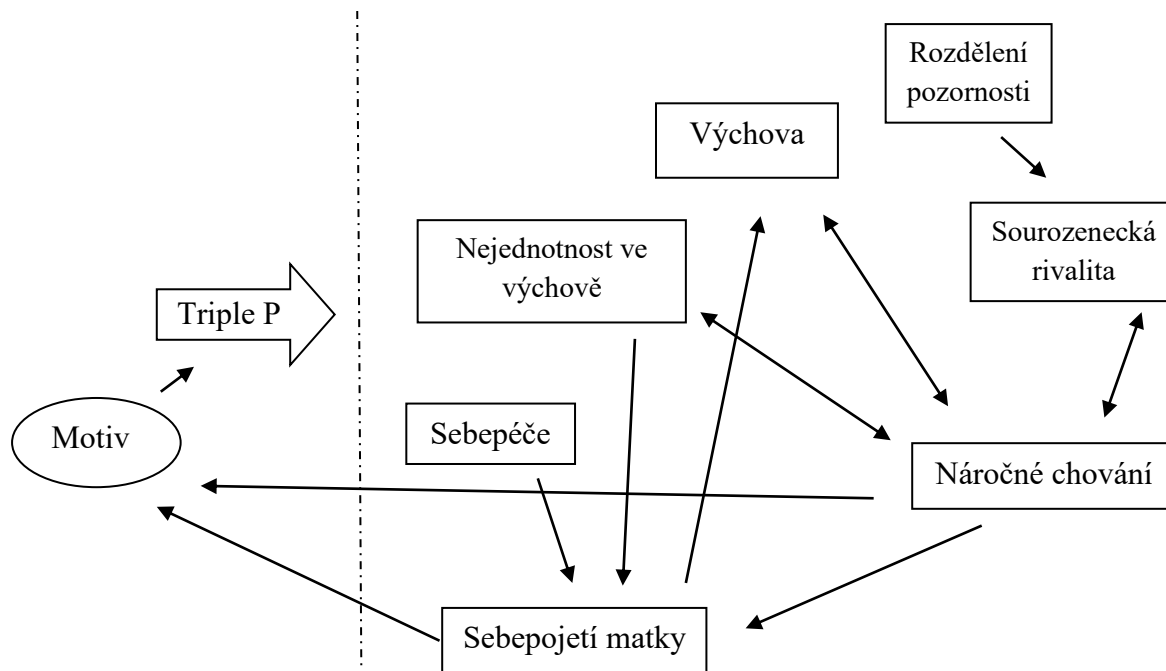 Rozdělení
pozornosti
Výchova
Nejednotnost ve
výchově
Sourozenecká
rivalita
Triple P
Motiv
Sebepéče
Náročné chování
Sebepojetí matky